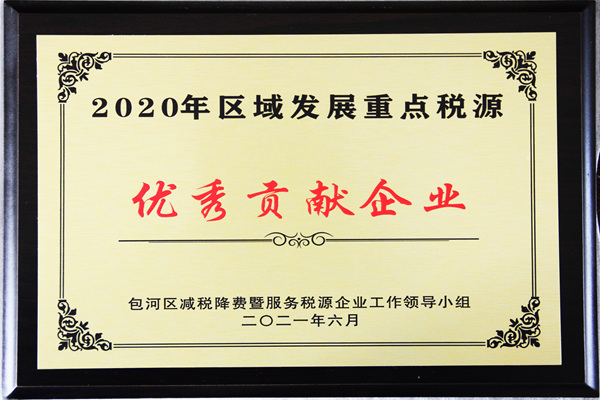 2020年区域发展重点税源
优秀贡献企业
包河区减税降费暨服务税源企业工作领导小组
二〇二一年六月